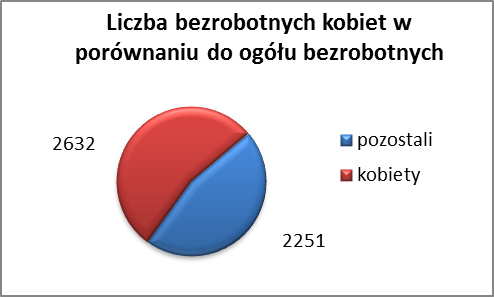 Liczba bezrobotnych kobiet w
porównaniu do ogółu bezrobotnych
2632
pozostali
kobiety
2251